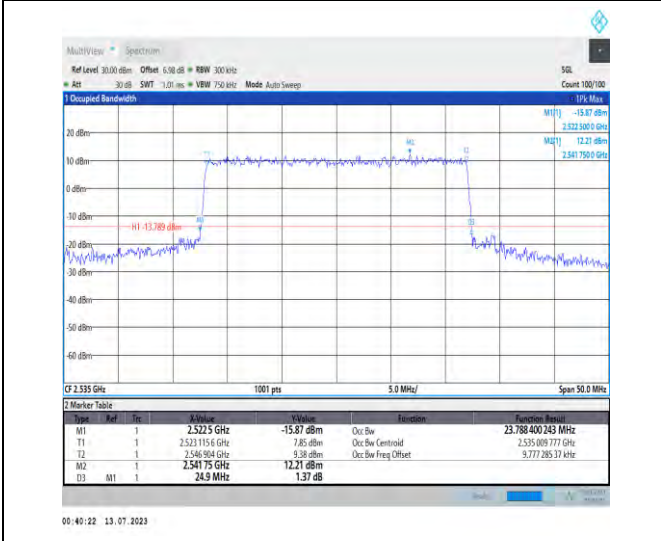 MultiView Spectrum
Ref Level 30.00 dBm Offset 6.98 dB RBW 300 kHz SGL
Att 30 dB SWT 1.01 ms VBW 750 kHz Mode Auto Sweep Count 100/100
1 Occupied Bandwidth 1Pk Max
M1[1] -15.87 dBm
2.522 500 0 GHz
M2[1] 12.21 dBm
2.541 750 0 GHz
20 dBm
M2
T1
T2
10 dBm
0 dBm
-10 dBm
M1
D3
H1 -13.789 dBm
-20 dBm
-30 dBm
-40 dBm
-50 dBm
-60 dBm
CF 2.535 GHz 1001 pts 5.0 MHz/ Span 50.0 MHz
2 Marker Table
Type Ref Trc X-Value Y-Value Function Function Result
M1 1 2.522 5 GHz -15.87 dBm Occ Bw 23.788 400 243 MHz
T1 1 2.523 115 6 GHz 7.85 dBm Occ Bw Centroid 2.535 009 777 GHz
T2 1 2.546 904 GHz 9.38 dBm Occ Bw Freq Offset 9.777 285 37 kHz
M2 1 2.541 75 GHz 12.21 dBm
D3 M1 1 24.9 MHz 1.37 dB
Ready
00:40:22 13.07.2023